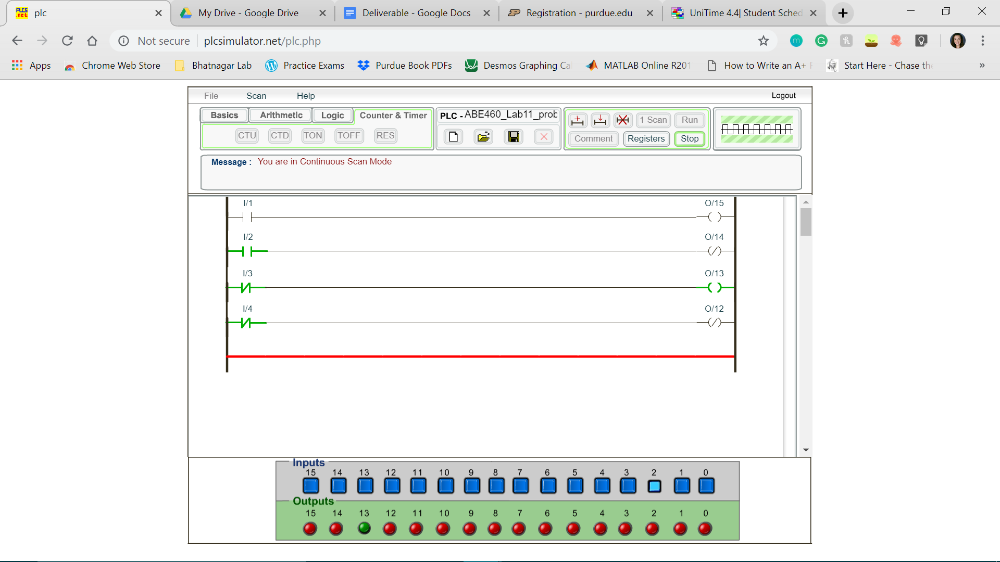 plc
My Drive - Google Drive
Deliverable - Google Docs
Registration - purdue.edu
UniTime 4.4| Student Sched
Not secure
plcsimulator.net/plc.php
Apps
Chrome Web Store
Bhatnagar Lab
Practice Exams
Purdue Book PDFs
Desmos Graphing Ca
MATLAB Online R201
How to Write an A+
Start Here - Chase the
»
File Scan Help Logout
Basics Arithmetic Logic Counter & Timer
CTU CTD TON TOFF RES
PLC - ABE460_Lab11_prob
1 Scan Run
Comment Registers Stop
Message : You are in Continuous Scan Mode
I/1 O/15
I/2 O/14
I/3 O/13
I/4 O/12
Inputs
15 14 13 12 11 10 9 8 7 6 5 4 3 2 1 0
Outputs
15 14 13 12 11 10 9 8 7 6 5 4 3 2 1 0